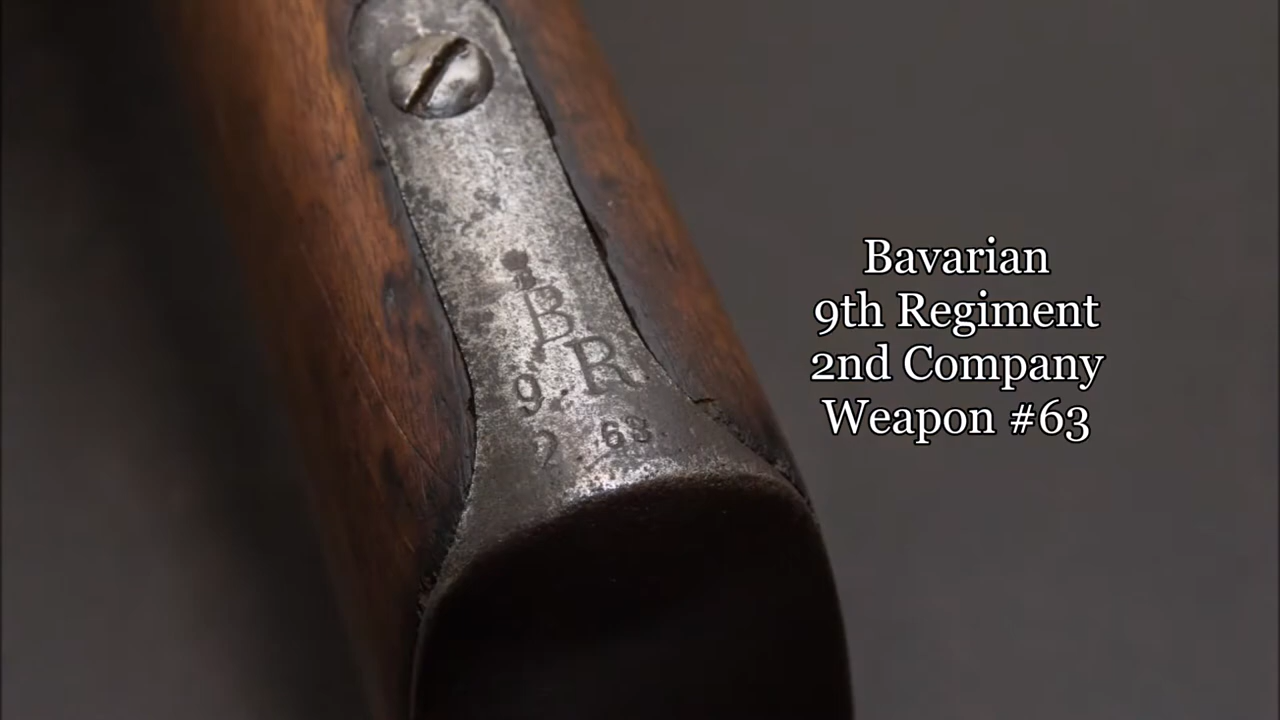 B
R
9.
2. 63.
Bavarian
9th Regiment
2nd Company
Weapon #63